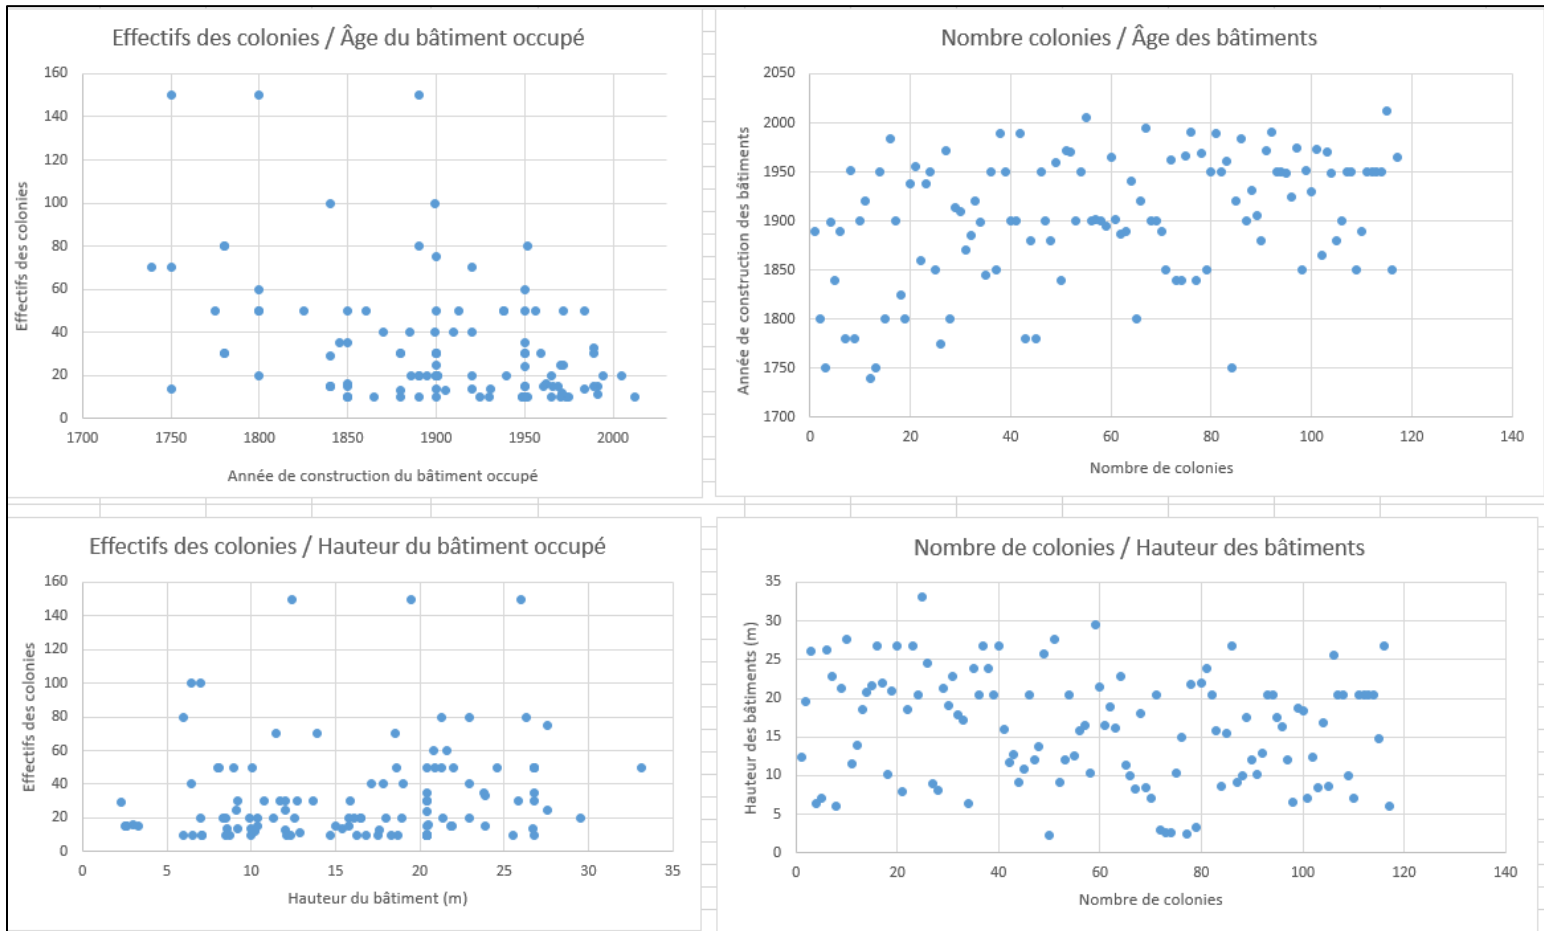 Effectifs des colonies / Âge du bâtiment occupé
Effectifs des colonies
160
140
120
100
80
60
40
20
0
1700 1750 1800 1850 1900 1950 2000
Année de construction du bâtiment occupé
Nombre colonies / Âge des bâtiments
Année de construction des bâtiments
2050
2000
1950
1900
1850
1800
1750
1700
0 20 40 60 80 100 120 140
Nombre de colonies
Effectifs des colonies / Hauteur du bâtiment occupé
Effectifs des colonies
160
140
120
100
80
60
40
20
0
0 5 10 15 20 25 30 35
Hauteur du bâtiment (m)
Nombre de colonies / Hauteur des bâtiments
Hauteur des bâtiments (m)
35
30
25
20
15
10
5
0
0 20 40 60 80 100 120 140
Nombre de colonies